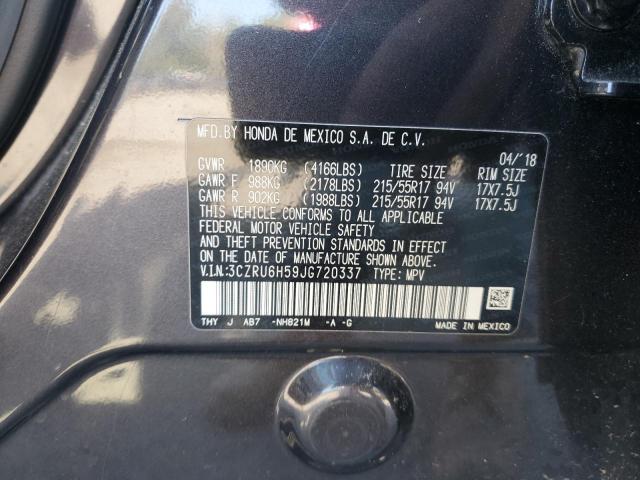 MFD.BY HONDA DE MEXICO S.A. DE C.V.
04/'18
GVWR 1890KG (4166LBS) TIRE SIZE RIM SIZE
GAWR F 988KG (2178LBS) 215/55R17 94V 17X7.5J
GAWR R 902KG (1988LBS) 215/55R17 94V 17X7.5J
THIS VEHICLE CONFORMS TO ALL APPLICABLE
FEDERAL MOTOR VEHICLE SAFETY
AND THEFT PREVENTION STANDARDS IN EFFECT
ON THE DATE OF MANUFACTURE SHOWN ABOVE.
V.I.N.:3CZRU6H59JG720337 TYPE: MPV
THY J AB7 -NH821M -A -G MADE IN MEXICO